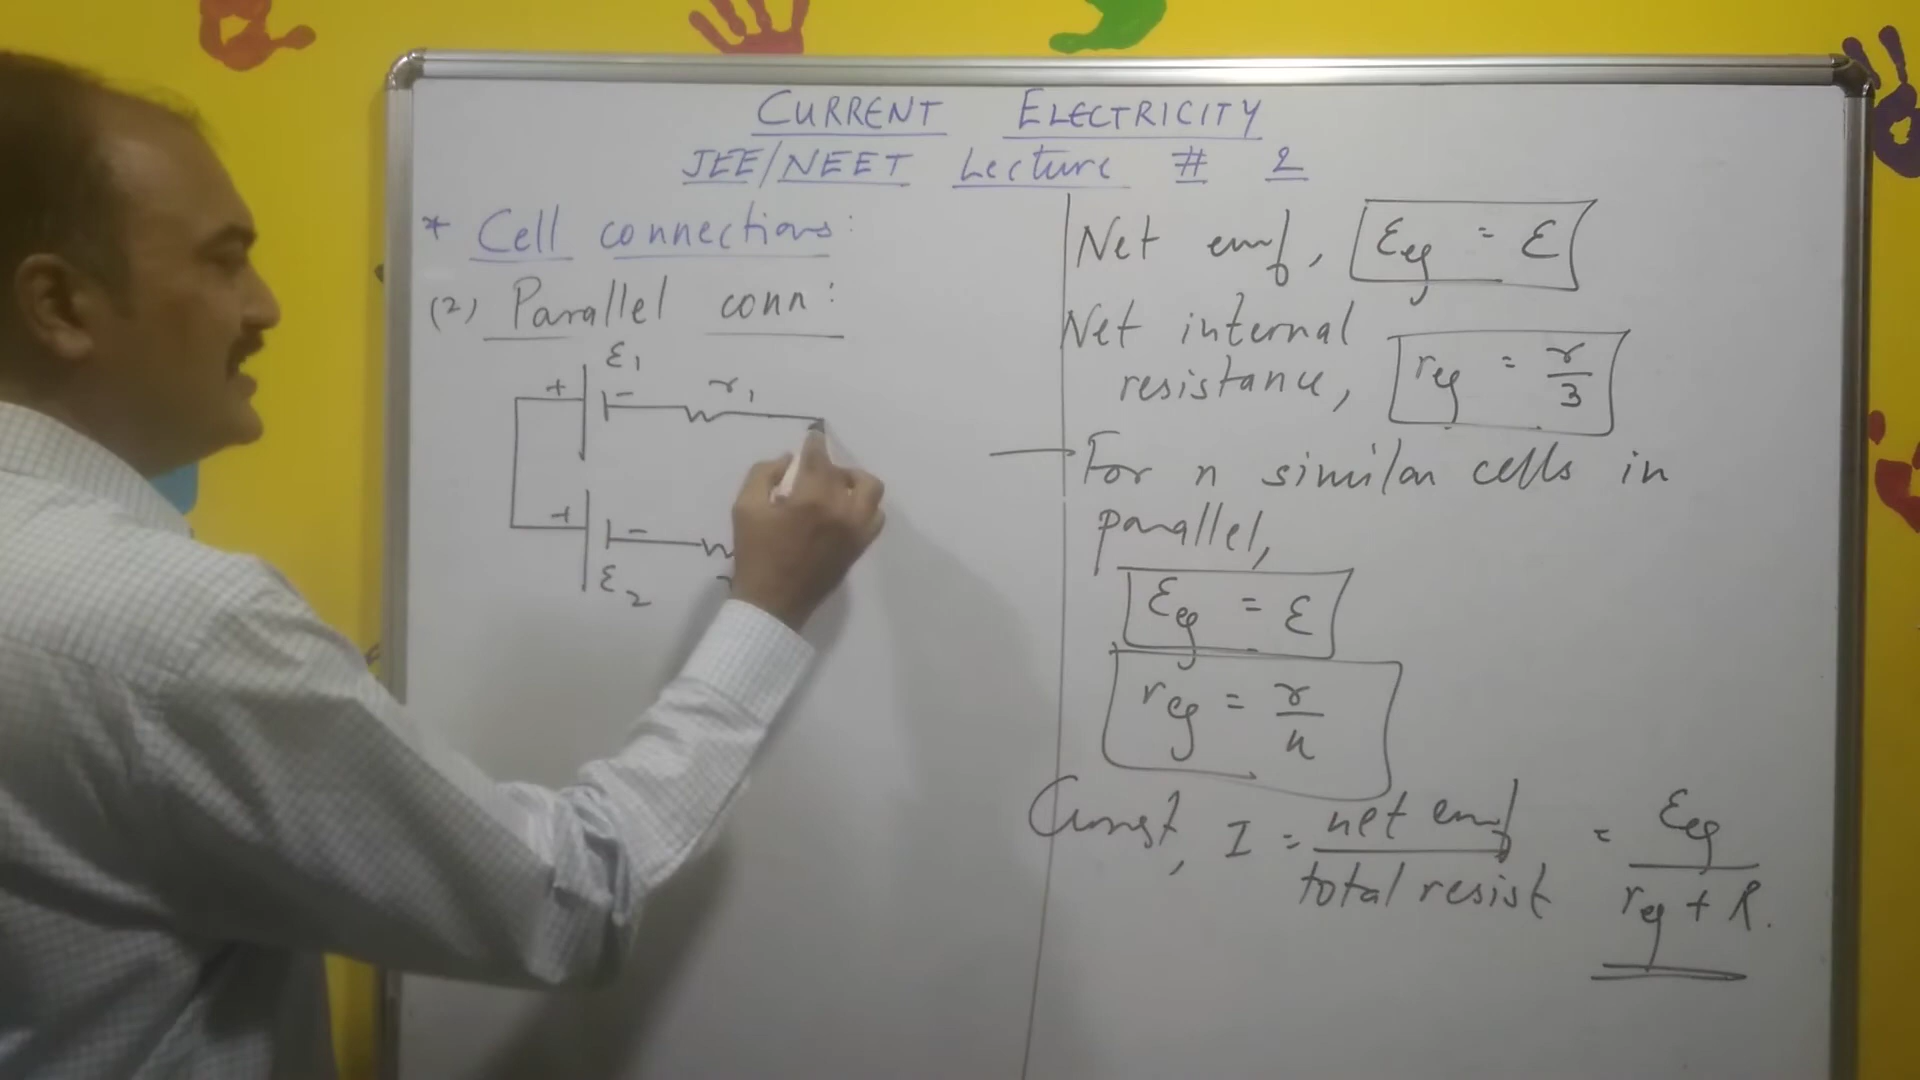 CURRENT ELECTRICITY
JEE/NEET Lecture # 2
* Cell connections:
(2) Parallel conn:
ε1
+ - r1
+ -
ε2
Net emf, εeq = ε
Net internal
resistance, req = r/3
For n similar cells in
parallel,
εeq = ε
req = r/n
I = net emf / total resist = εeq / req + R.